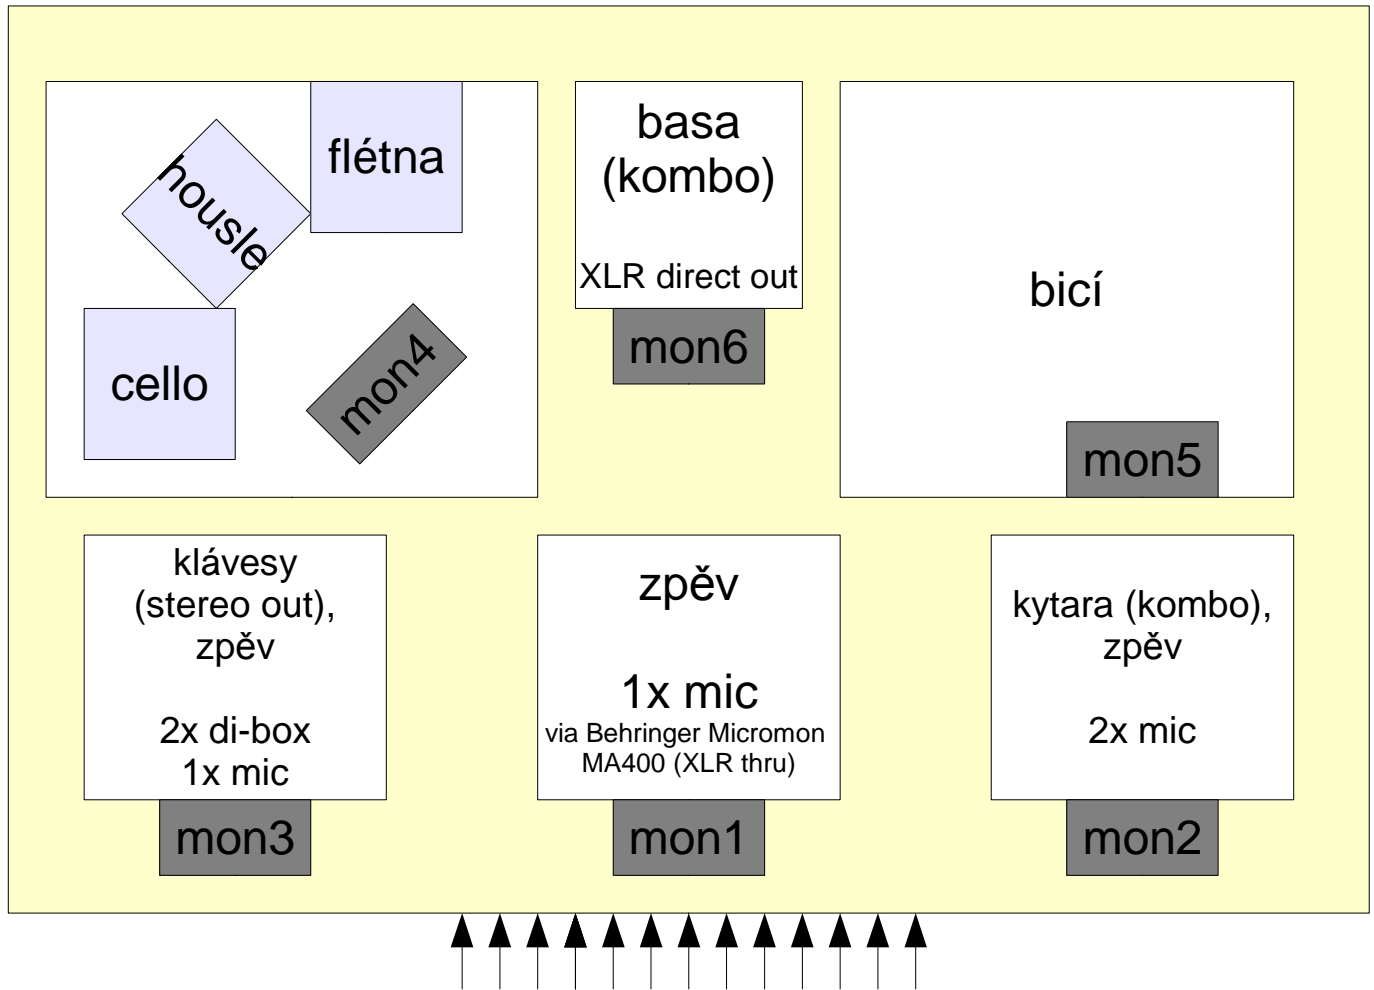 flétna
housle
cello
mon4
basa
(kombo)
XLR direct out
mon6
bicí
mon5
klávesy
(stereo out),
zpěv
2x di-box
1x mic
mon3
zpěv
1x mic
via Behringer Micromon
MA400 (XLR thru)
mon1
kytara (kombo),
zpěv
2x mic
mon2